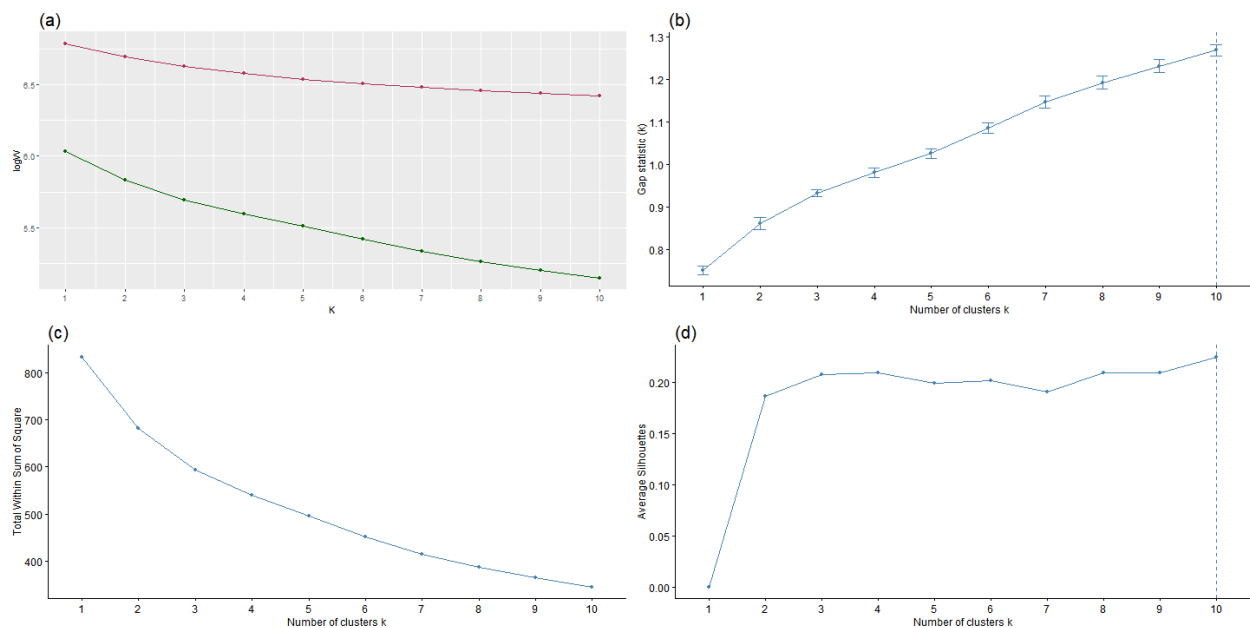 (a)
logW
6.5
6.0
5.5
1 2 3 4 5 6 7 8 9 10
K
(b)
Gap statistic (k)
1.3
1.2
1.1
1.0
0.9
0.8
1 2 3 4 5 6 7 8 9 10
Number of clusters k
(c)
Total Within Sum of Square
800
700
600
500
400
1 2 3 4 5 6 7 8 9 10
Number of clusters k
(d)
Average Silhouettes
0.20
0.15
0.10
0.05
0.00
1 2 3 4 5 6 7 8 9 10
Number of clusters k